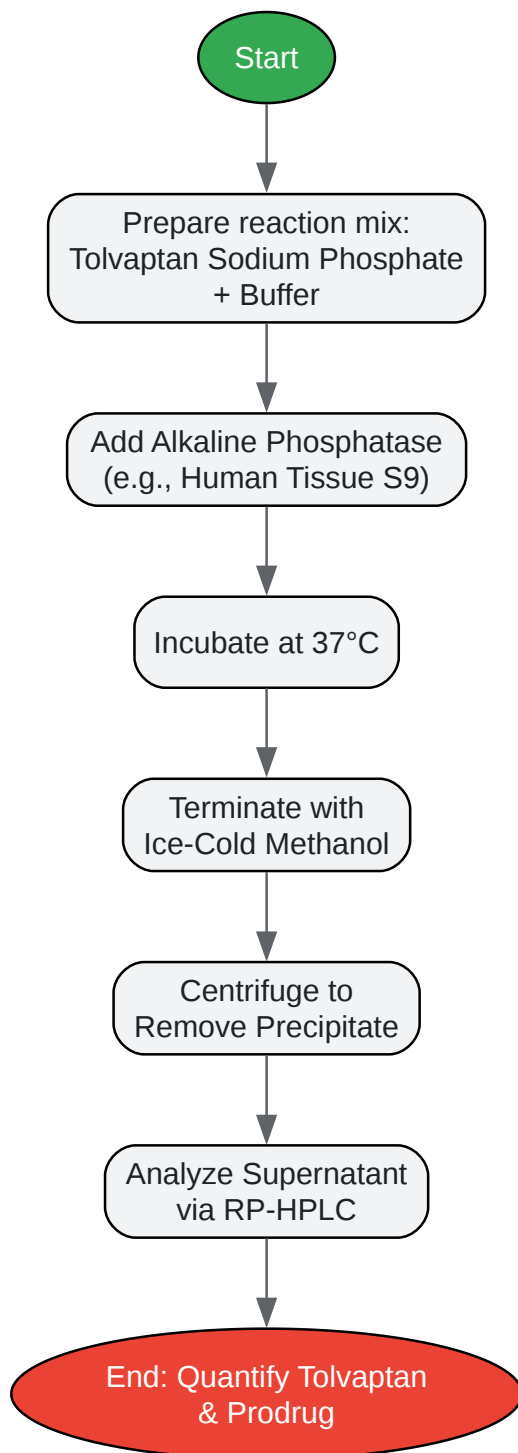 Start
Prepare reaction mix:
Tolvaptan Sodium Phosphate
+ Buffer
Add Alkaline Phosphatase
(e.g., Human Tissue S9)
Incubate at 37°C
Terminate with
Ice-Cold Methanol
Centrifuge to
Remove Precipitate
Analyze Supernatant
via RP-HPLC
End: Quantify Tolvaptan
& Prodrug